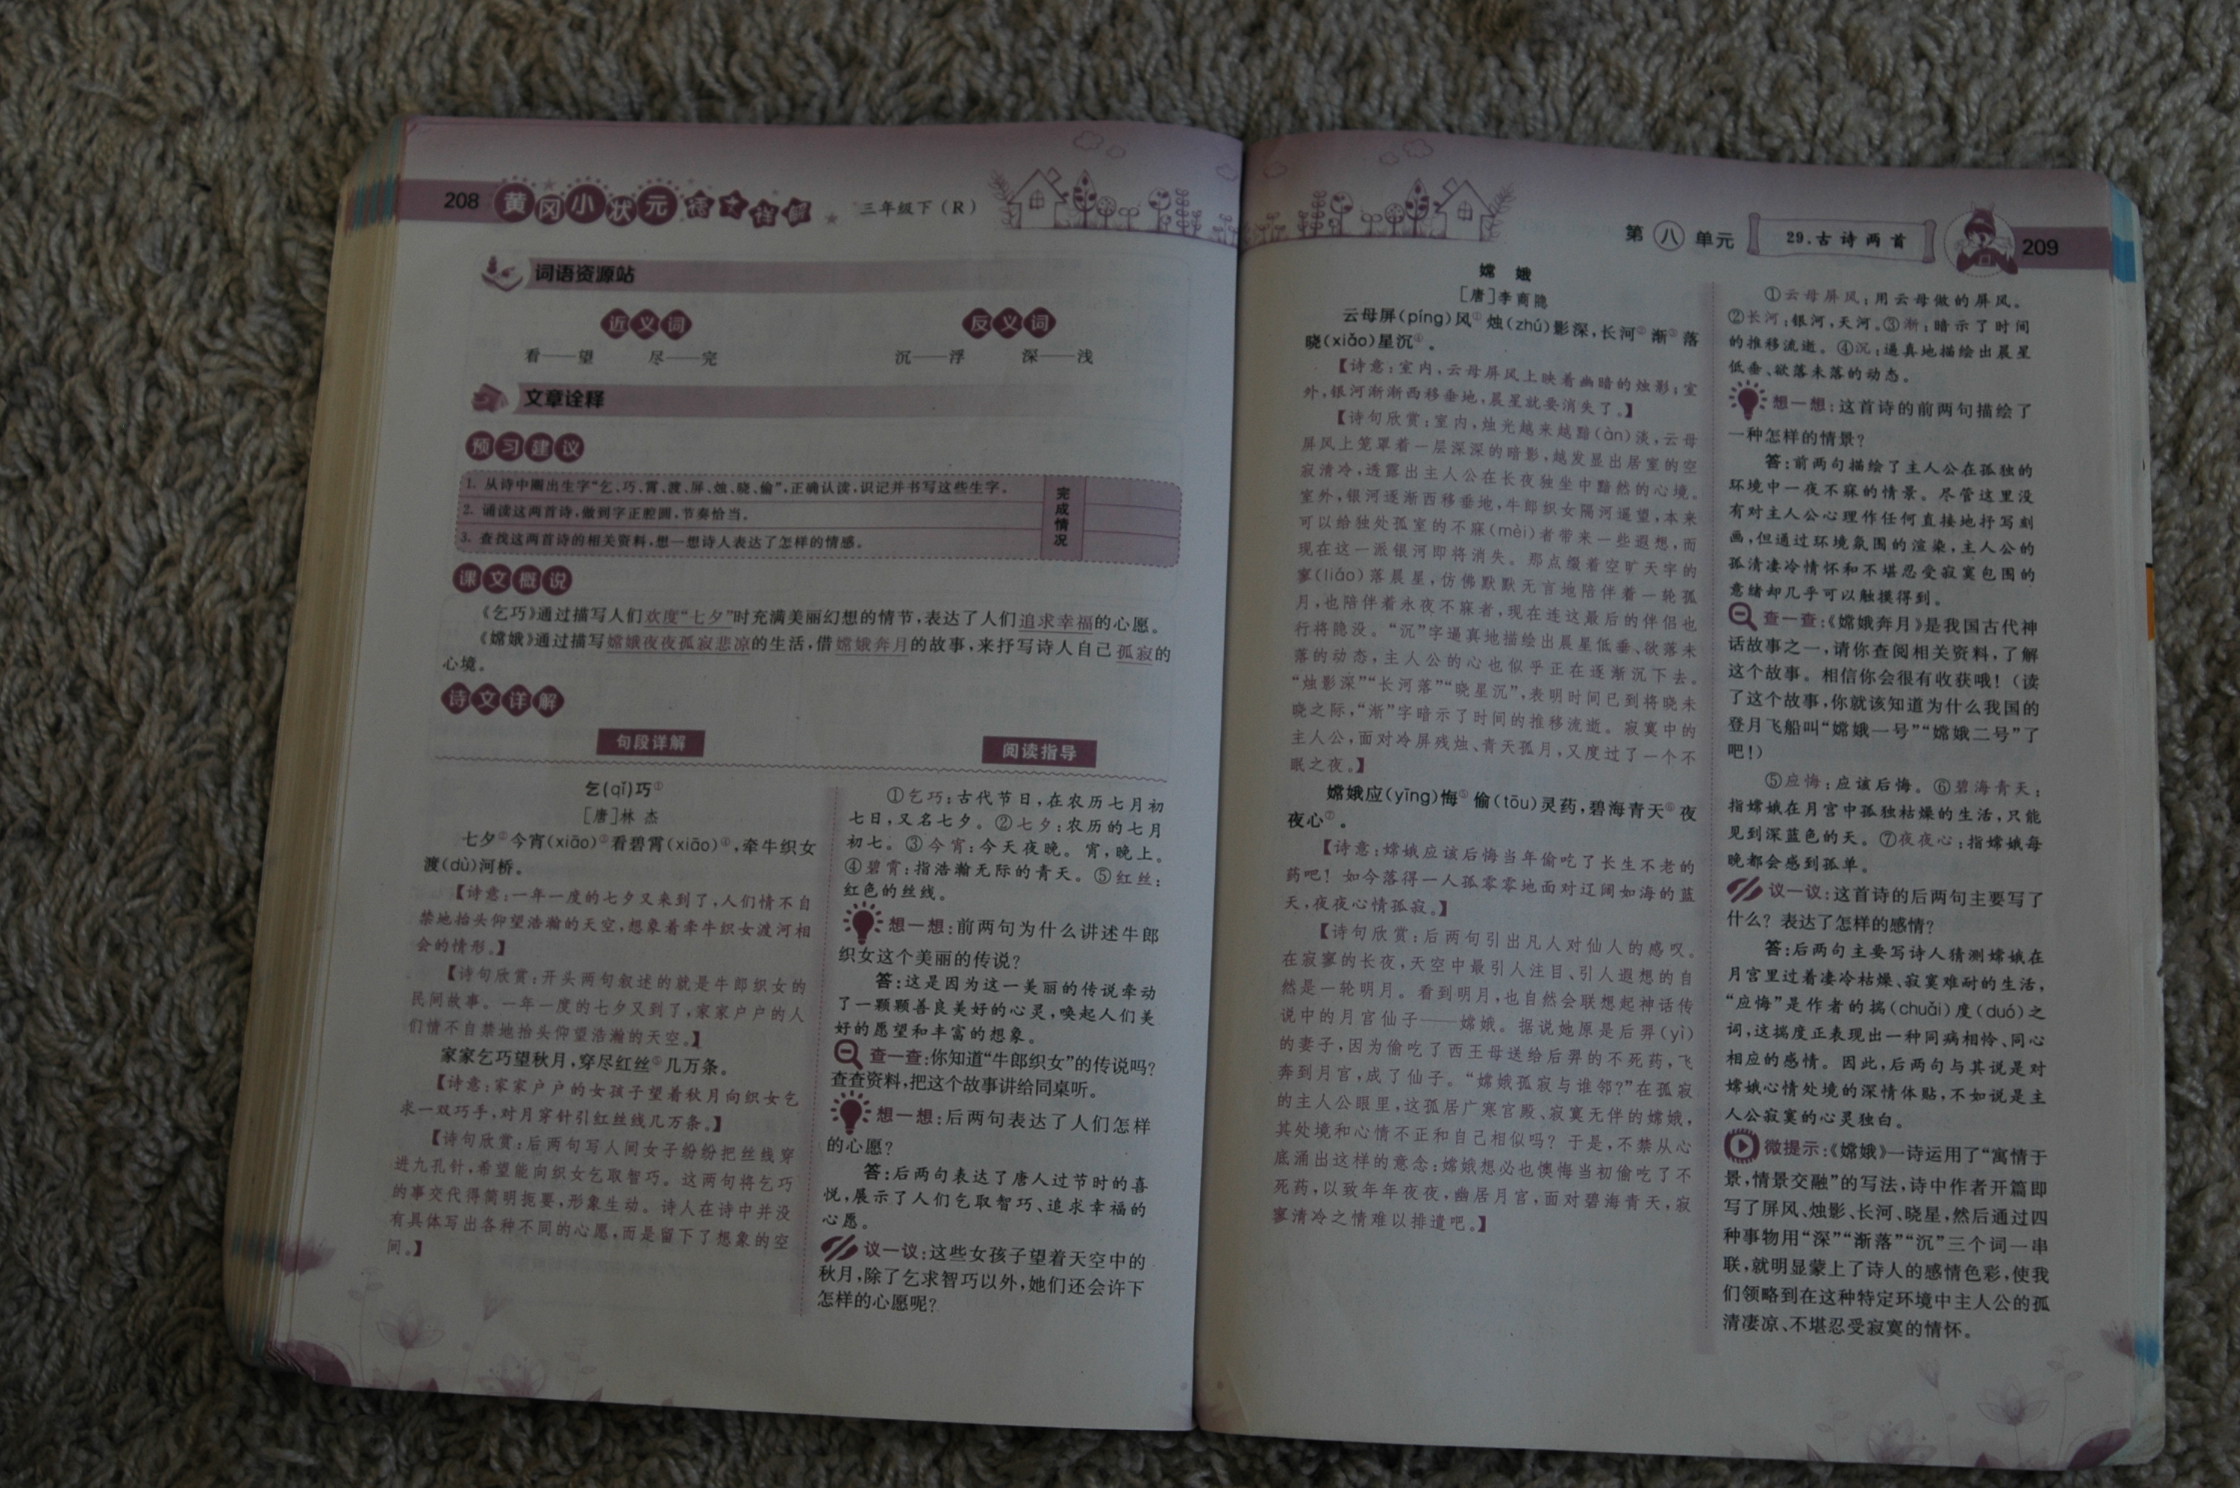 208
黄冈小状元
三年级下（R）
词语资源站
近义词
反义词
看——望 尽——完
沉——浮 深——浅
文章诠释
预习建议
1. 从诗中圈出生字“乞、巧、宵、渡、屏、烛、晓、偷”，正确认读，识记并书写这些生字。
2. 诵读这两首诗，做到字正腔圆，节奏恰当。
3. 查找这两首诗的相关资料，想一想诗人表达了怎样的情感。
完成情况
课文概说
《乞巧》通过描写人们欢度“七夕”时充满美丽幻想的情节，表达了人们追求幸福的心愿。
《嫦娥》通过描写嫦娥夜夜孤寂悲凉的生活，借嫦娥奔月的故事，来抒写诗人自己孤寂的
心境。
诗文详解
句段详解
阅读指导
乞(qǐ)巧①
[唐]林 杰
七夕②今宵(xiāo)③看碧霄(xiāo)④，牵牛织女
渡(dù)河桥。
【诗意：一年一度的七夕又来到了，人们情不自
禁地抬头仰望浩瀚的天空，想象着牵牛织女渡河相
会的情形。】
【诗句欣赏：开头两句叙述的就是牛郎织女的
民间故事。一年一度的七夕又到了，家家户户的人
们情不自禁地抬头仰望浩瀚的天空。】
家家乞巧望秋月，穿尽红丝⑤几万条。
【诗意：家家户户的女孩子望着秋月向织女乞
求一双巧手，对月穿针引红丝线几万条。】
【诗句欣赏：后两句写人间女子纷纷把丝线穿
进九孔针，希望能向织女乞取智巧。这两句将乞巧
的事交代得简明扼要，形象生动。诗人在诗中并没
有具体写出各种不同的心愿，而是留下了想象的空
间。】
①乞巧：古代节日，在农历七月初
七日，又名七夕。②七夕：农历的七月
初七。③今宵：今天夜晚。宵，晚上。
④碧霄：指浩瀚无际的青天。⑤红丝：
红色的丝线。
想一想：前两句为什么讲述牛郎
织女这个美丽的传说？
答：这是因为这一美丽的传说牵动
了一颗颗善良美好的心灵，唤起人们美
好的愿望和丰富的想象。
查一查：你知道“牛郎织女”的传说吗？
查查资料，把这个故事讲给同桌听。
想一想：后两句表达了人们怎样
的心愿？
答：后两句表达了唐人过节时的喜
悦，展示了人们乞取智巧、追求幸福的
心愿。
议一议：这些女孩子望着天空中的
秋月，除了乞求智巧以外，她们还会许下
怎样的心愿呢？
第八单元
29.古诗两首
209
嫦 娥
[唐]李商隐
云母屏(píng)风①烛(zhú)影深，长河②渐③落
晓(xiǎo)星沉④。
【诗意：室内，云母屏风上映着幽暗的烛影；室
外，银河渐渐西移垂地，晨星就要消失了。】
【诗句欣赏：室内，烛光越来越黯(àn)淡，云母
屏风上笼罩着一层深深的暗影，越发显出居室的空
寂清冷，透露出主人公在长夜独坐中黯然的心境。
室外，银河逐渐西移垂地，牛郎织女隔河遥望，本来
可以给独处孤室的不寐(mèi)者带来一些遐想，而
现在这一派银河即将消失。那点缀着空旷天宇的
寥(liáo)落晨星，仿佛默默无言地陪伴着一轮孤
月，也陪伴着永夜不寐者，现在连这最后的伴侣也
行将隐没。“沉”字逼真地描绘出晨星低垂、欲落未
落的动态，主人公的心也似乎正在逐渐沉下去。
“烛影深”“长河落”“晓星沉”，表明时间已到将晓未
晓之际，“渐”字暗示了时间的推移流逝。寂寞中的
主人公，面对冷屏残烛、青天孤月，又度过了一个不
眠之夜。】
嫦娥应(yīng)悔⑤偷(tōu)灵药，碧海青天⑥夜
夜心⑦。
【诗意：嫦娥应该后悔当年偷吃了长生不老的
药吧！如今落得一人孤零零地面对辽阔如海的蓝
天，夜夜心情孤寂。】
【诗句欣赏：后两句引出凡人对仙人的感叹。
在寂寥的长夜，天空中最引人注目、引人遐想的自
然是一轮明月。看到明月，也自然会联想起神话传
说中的月宫仙子——嫦娥。据说她原是后羿(yì)
的妻子，因为偷吃了西王母送给后羿的不死药，飞
奔到月宫，成了仙子。“嫦娥孤寂与谁邻？”在孤寂
的主人公眼里，这孤居广寒宫殿、寂寞无伴的嫦娥，
其处境和心情不正和自己相似吗？于是，不禁从心
底涌出这样的意念：嫦娥想必也懊悔当初偷吃了不
死药，以致年年夜夜，幽居月宫，面对碧海青天，寂
寥清冷之情难以排遣吧。】
①云母屏风：用云母做的屏风。
②长河：银河，天河。③渐：暗示了时间
的推移流逝。④沉：逼真地描绘出晨星
低垂、欲落未落的动态。
想一想：这首诗的前两句描绘了
一种怎样的情景？
答：前两句描绘了主人公在孤独的
环境中一夜不寐的情景。尽管这里没
有对主人公心理作任何直接地抒写刻
画，但通过环境氛围的渲染，主人公的
孤清凄冷情怀和不堪忍受寂寞包围的
意绪却几乎可以触摸得到。
查一查：《嫦娥奔月》是我国古代神
话故事之一，请你查阅相关资料，了解
这个故事。相信你会很有收获哦！（读
了这个故事，你就该知道为什么我国的
登月飞船叫“嫦娥一号”“嫦娥二号”了
吧！）
⑤应悔：应该后悔。⑥碧海青天：
指嫦娥在月宫中孤独枯燥的生活，只能
见到深蓝色的天。⑦夜夜心：指嫦娥每
晚都会感到孤单。
议一议：这首诗的后两句主要写了
什么？表达了怎样的感情？
答：后两句主要写诗人猜测嫦娥在
月宫里过着凄冷枯燥、寂寞难耐的生活，
“应悔”是作者的揣(chuǎi)度(duó)之
词，这揣度正表现出一种同病相怜、同心
相应的感情。因此，后两句与其说是对
嫦娥心情处境的深情体贴，不如说是主
人公寂寞的心灵独白。
微提示：《嫦娥》一诗运用了“寓情于
景，情景交融”的写法，诗中作者开篇即
写了屏风、烛影、长河、晓星，然后通过四
种事物用“深”“渐落”“沉”三个词一串
联，就明显蒙上了诗人的感情色彩，使我
们领略到在这种特定环境中主人公的孤
清凄凉、不堪忍受寂寞的情怀。